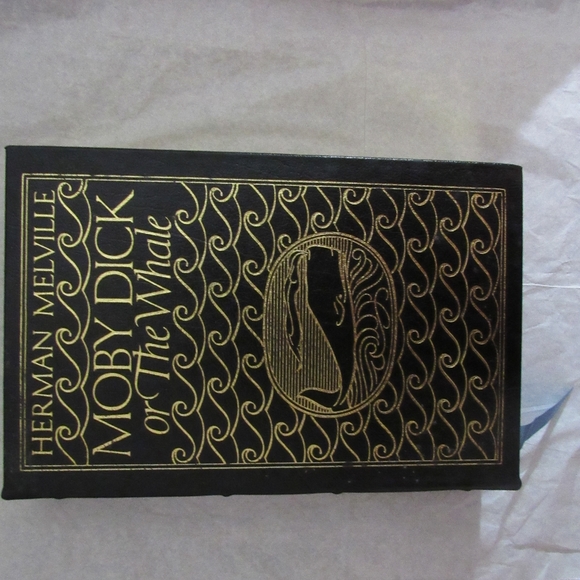 HERMAN MELVILLE
MOBY DICK
or The Whale